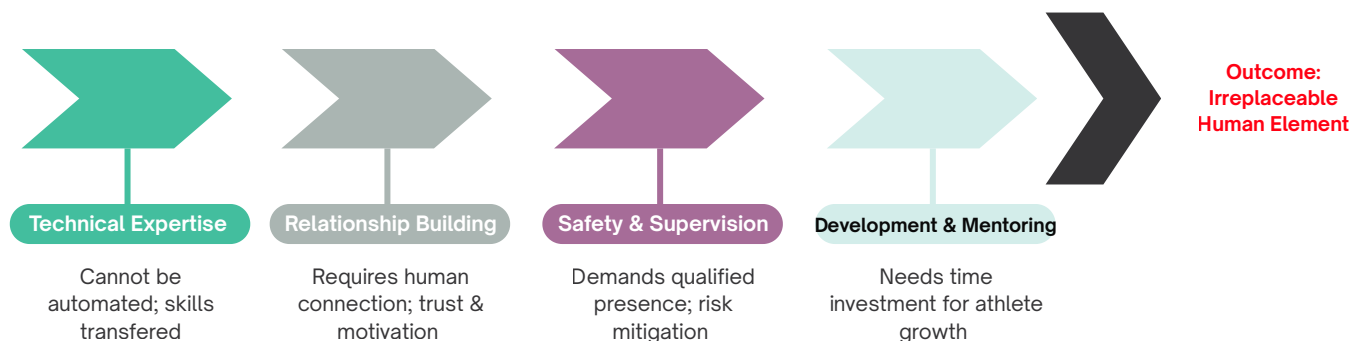 Outcome:
Irreplaceable
Human Element
Technical Expertise
Relationship Building
Safety & Supervision
Development & Mentoring
Cannot be
automated; skills
transfered
Requires human
connection; trust &
motivation
Demands qualified
presence; risk
mitigation
Needs time
investment for athlete
growth